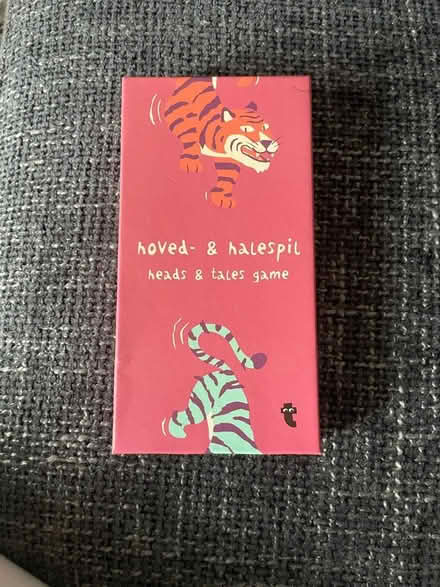 hoved- & halespil
heads & tales game
t